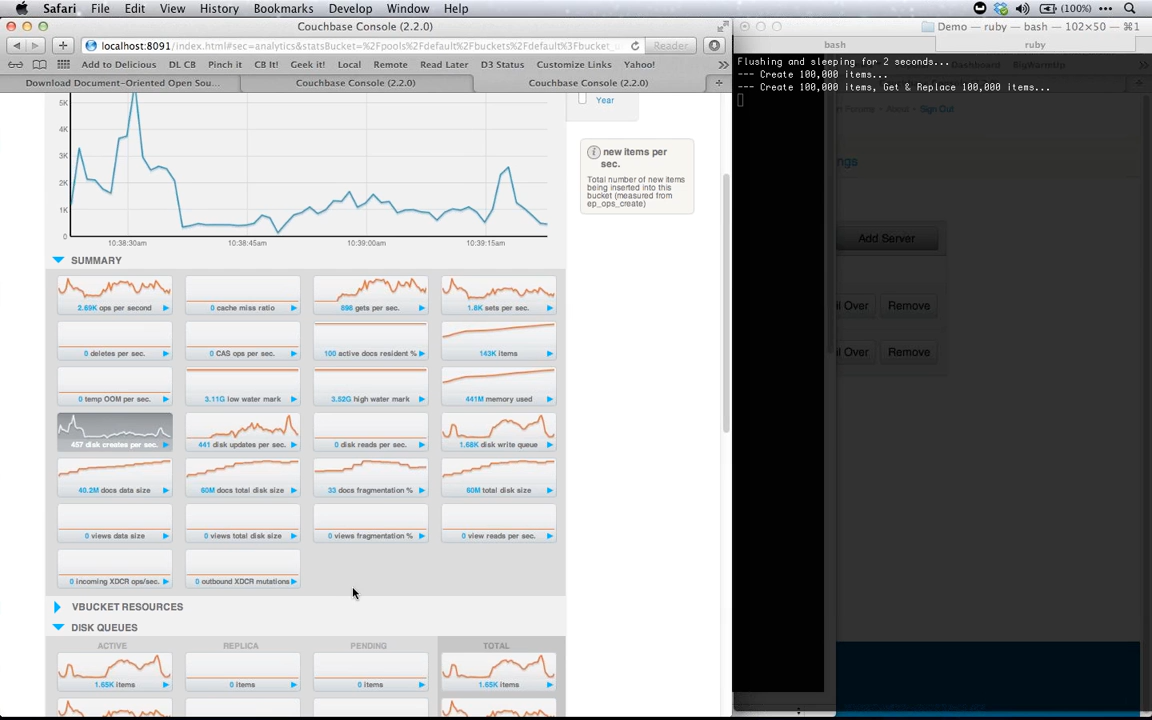 Safari File Edit View History Bookmarks Develop Window Help (100%)
Couchbase Console (2.2.0)
localhost:8091/index.html#sec=analytics&statsBucket=%2Fpools%2Fdefault%2Fbuckets%2Fdefault%3Fbucket_u Reader
Add to Delicious DL CB Pinch it CB It! Geek it! Local Remote Read Later D3 Status Customize Links Yahoo!
Download Document-Oriented Open Sou... Couchbase Console (2.2.0) Couchbase Console (2.2.0)
5K
4K
3K
2K
1K
0
10:38:30am 10:38:45am 10:39:00am 10:39:15am
Year
new items per
sec.
Total number of new items
being inserted into this
bucket (measured from
ep_ops_create)
SUMMARY
2.69K ops per second 0 cache miss ratio 898 gets per sec. 1.8K sets per sec.
0 deletes per sec. 0 CAS ops per sec. 100 active docs resident % 143K items
0 temp OOM per sec. 3.11G low water mark 3.52G high water mark 441M memory used
457 disk creates per sec. 441 disk updates per sec. 0 disk reads per sec. 1.68K disk write queue
40.2M docs data size 60M docs total disk size 33 docs fragmentation % 60M total disk size
0 views data size 0 views total disk size 0 views fragmentation % 0 view reads per sec.
0 incoming XDCR ops/sec. 0 outbound XDCR mutations
VBUCKET RESOURCES
DISK QUEUES
ACTIVE REPLICA PENDING TOTAL
1.65K items 0 items 0 items 1.65K items
Demo — ruby — bash — 102×50 — ⌘1
bash ruby
Flushing and sleeping for 2 seconds...
--- Create 100,000 items...
--- Create 100,000 items, Get & Replace 100,000 items...
Dashboard BigWarmUp
About Sign Out
ngs
Add Server
il Over Remove
il Over Remove